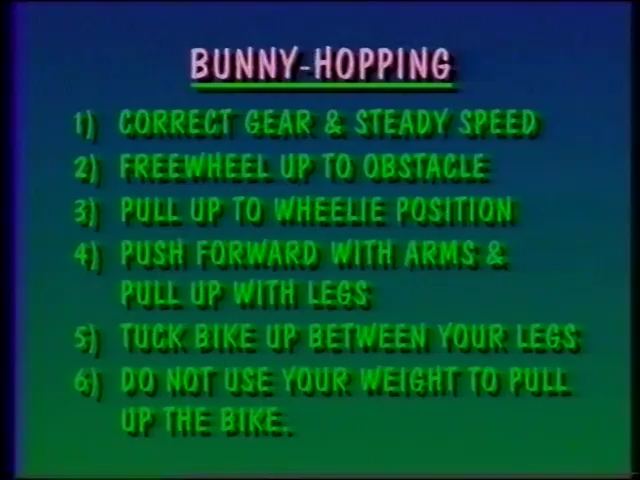 BUNNY-HOPPING
1) CORRECT GEAR & STEADY SPEED
2) FREEWHEEL UP TO OBSTACLE
3) PULL UP TO WHEELIE POSITION
4) PUSH FORWARD WITH ARMS &
PULL UP WITH LEGS
5) TUCK BIKE UP BETWEEN YOUR LEGS
6) DO NOT USE YOUR WEIGHT TO PULL
UP THE BIKE.